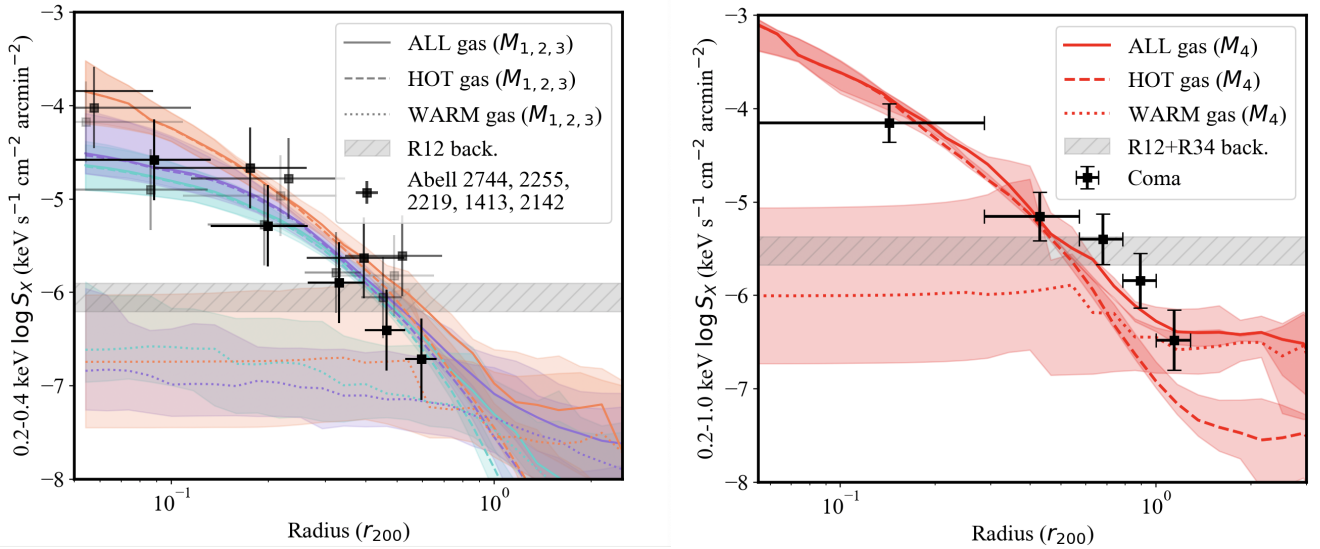 0.2-0.4 keV log S_X (keV s⁻¹ cm⁻² arcmin⁻²)
−3
−4
−5
−6
−7
−8
ALL gas (M₁,₂,₃)
HOT gas (M₁,₂,₃)
WARM gas (M₁,₂,₃)
R12 back.
Abell 2744, 2255,
2219, 1413, 2142
10⁻¹
10⁰
Radius (r₂₀₀)
0.2-1.0 keV log S_X (keV s⁻¹ cm⁻² arcmin⁻²)
−3
−4
−5
−6
−7
−8
ALL gas (M₄)
HOT gas (M₄)
WARM gas (M₄)
R12+R34 back.
Coma
10⁻¹
10⁰
Radius (r₂₀₀)